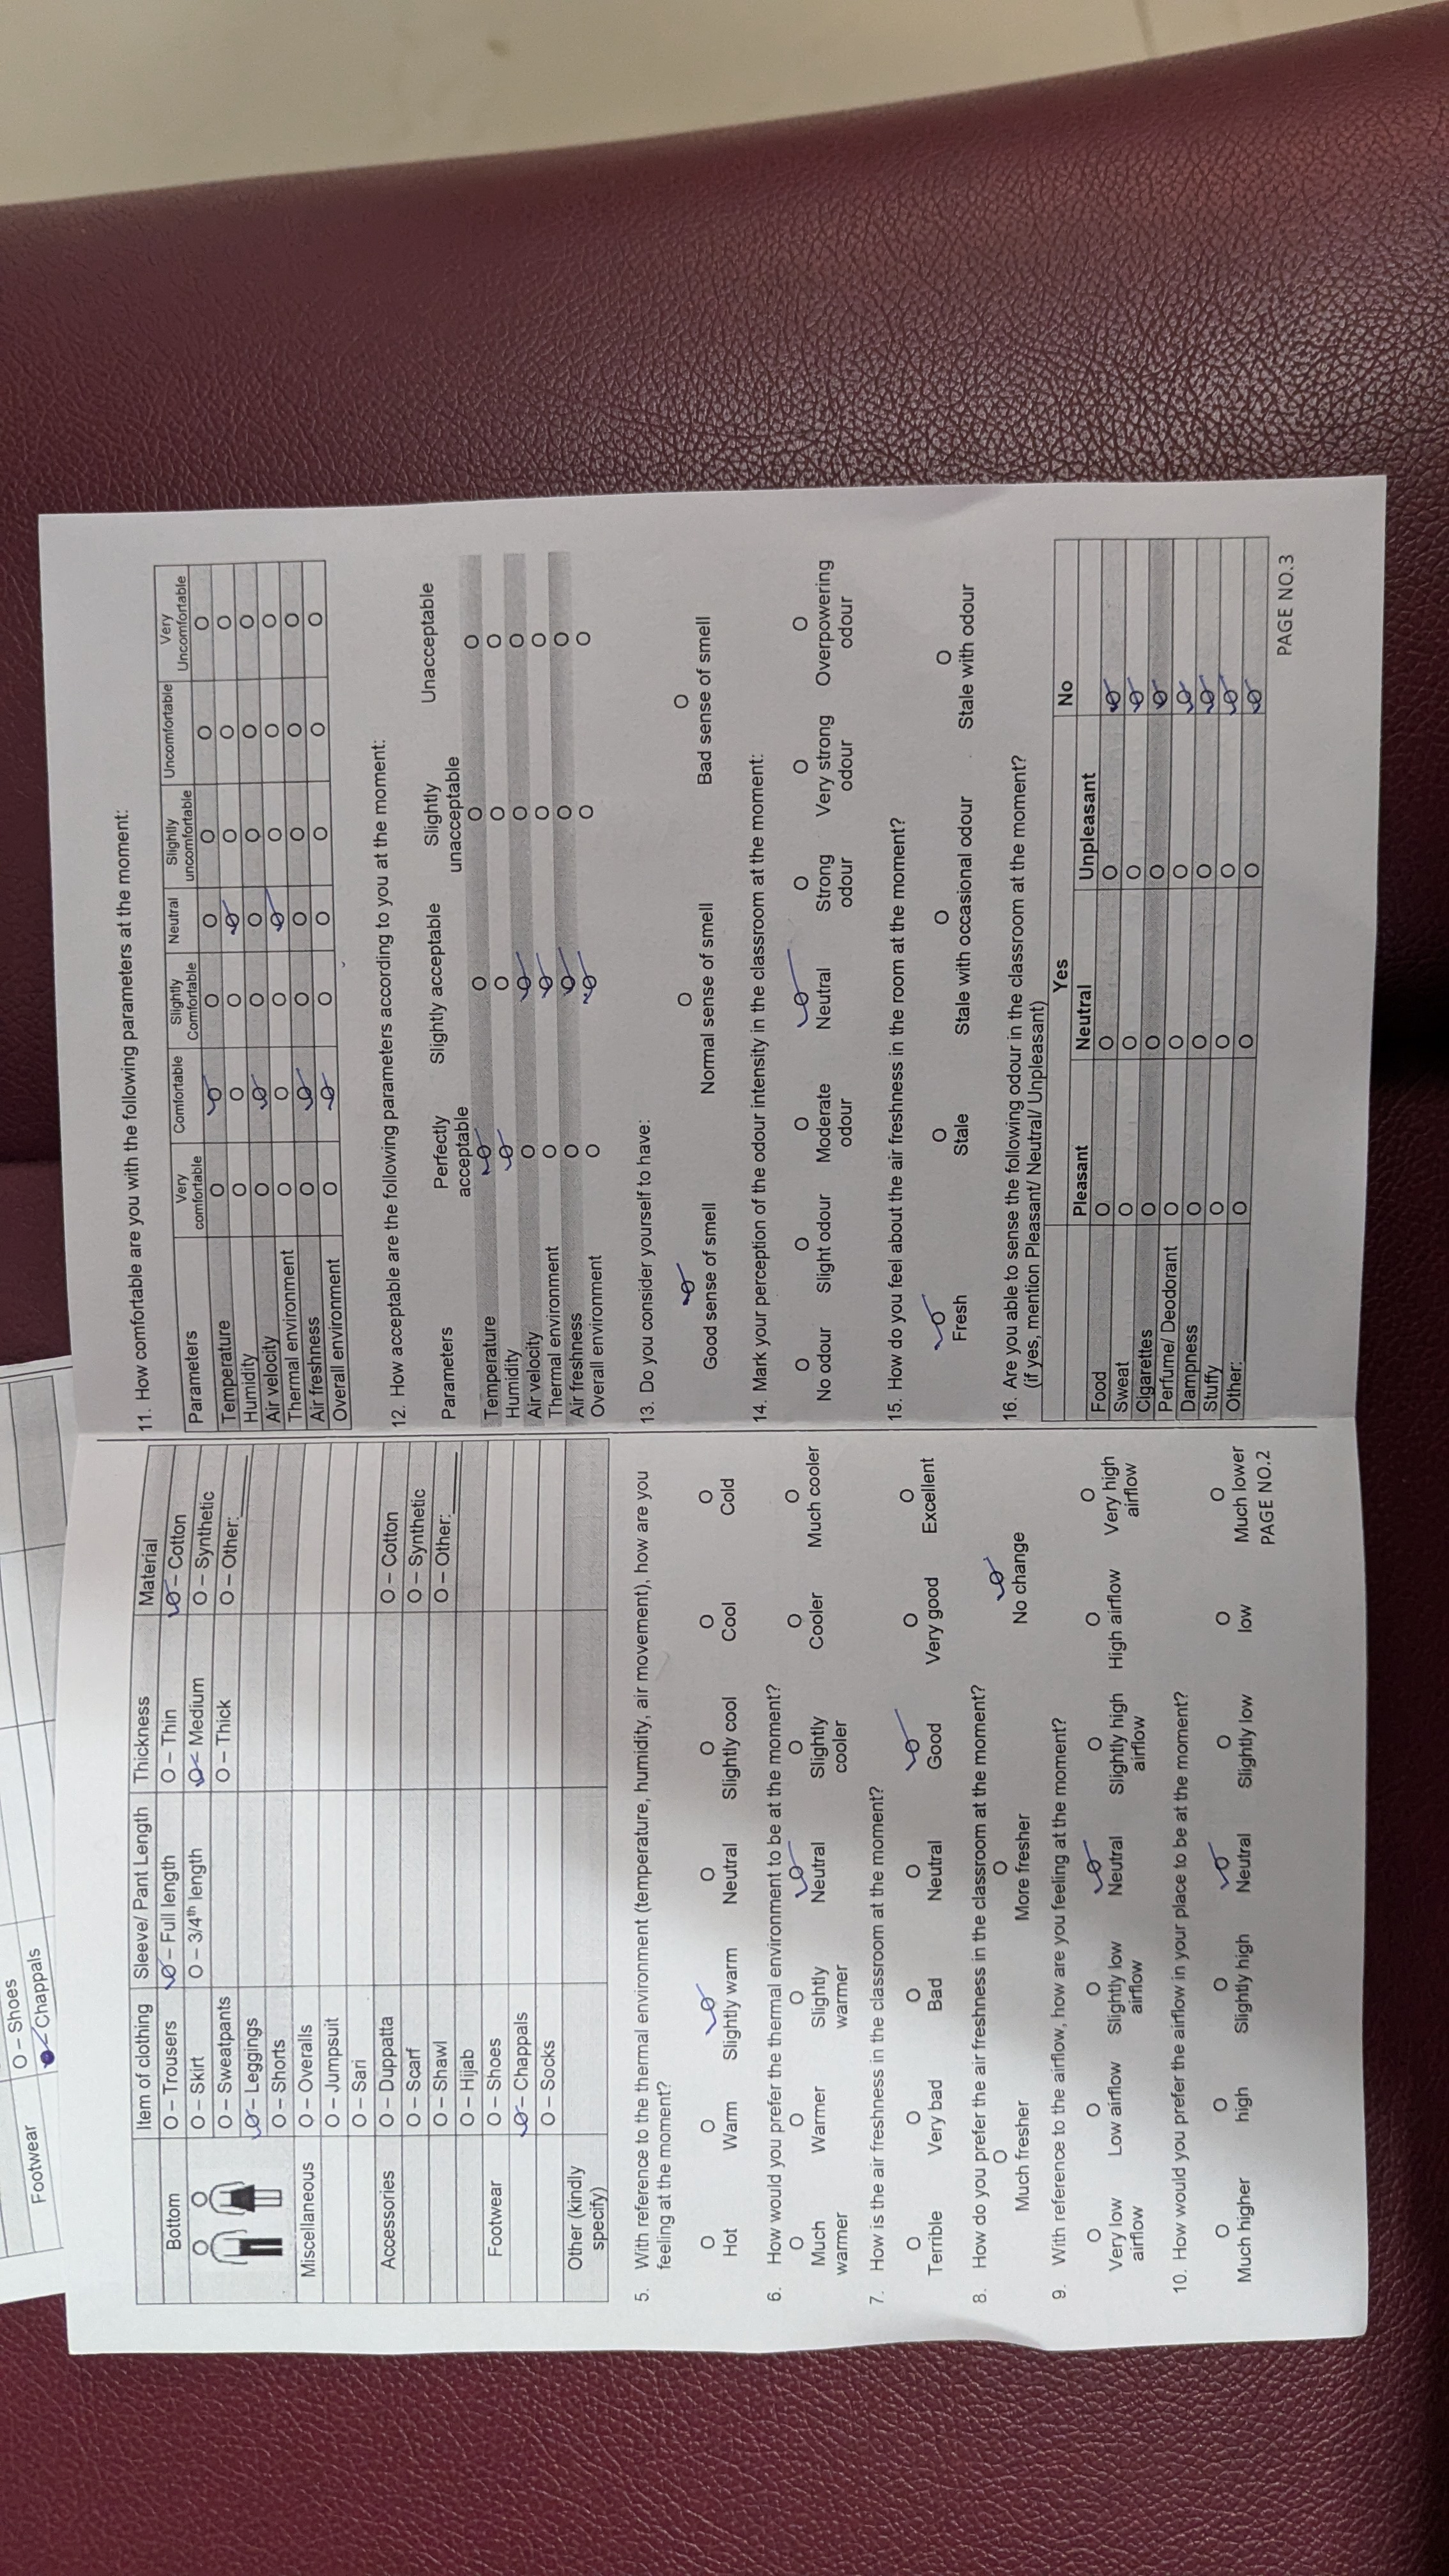 O – Shoes
Footwear O – Chappals
Item of clothing Sleeve/ Pant Length Thickness Material
Bottom O – Trousers O – Full length O – Thin O – Cotton
O – Skirt O – 3/4th length O – Medium O – Synthetic
O – Sweatpants O – Thick O – Other:______
O – Leggings
O – Shorts
Miscellaneous O – Overalls
O – Jumpsuit
O – Sari
Accessories O – Duppatta O – Cotton
O – Scarf O – Synthetic
O – Shawl O – Other:______
O – Hijab
Footwear O – Shoes
O – Chappals
O – Socks
Other (kindly
specify)
5. With reference to the thermal environment (temperature, humidity, air movement), how are you
feeling at the moment?
O O O O O O O
Hot Warm Slightly warm Neutral Slightly cool Cool Cold
6. How would you prefer the thermal environment to be at the moment?
O O O O O O O
Much Warmer Slightly Neutral Slightly Cooler Much cooler
warmer warmer cooler
7. How is the air freshness in the classroom at the moment?
O O O O O O O
Terrible Very bad Bad Neutral Good Very good Excellent
8. How do you prefer the air freshness in the classroom at the moment?
O O O
Much fresher More fresher No change
9. With reference to the airflow, how are you feeling at the moment?
O O O O O O O
Very low Low airflow Slightly low Neutral Slightly high High airflow Very high
airflow airflow airflow airflow
10. How would you prefer the airflow in your place to be at the moment?
O O O O O O O
Much higher high Slightly high Neutral Slightly low low Much lower
PAGE NO.2
11. How comfortable are you with the following parameters at the moment:
Parameters Very Comfortable Slightly Neutral Slightly Uncomfortable Very
comfortable Comfortable uncomfortable Uncomfortable
Temperature O O O O O O O
Humidity O O O O O O O
Air velocity O O O O O O O
Thermal environment O O O O O O O
Air freshness O O O O O O O
Overall environment O O O O O O O
12. How acceptable are the following parameters according to you at the moment:
Parameters Perfectly Slightly acceptable Slightly Unacceptable
acceptable unacceptable
Temperature O O O O
Humidity O O O O
Air velocity O O O O
Thermal environment O O O O
Air freshness O O O O
Overall environment O O O O
13. Do you consider yourself to have:
O O O
Good sense of smell Normal sense of smell Bad sense of smell
14. Mark your perception of the odour intensity in the classroom at the moment:
O O O O O O O
No odour Slight odour Moderate Neutral Strong Very strong Overpowering
odour odour odour odour
15. How do you feel about the air freshness in the room at the moment?
O O O O
Fresh Stale Stale with occasional odour Stale with odour
16. Are you able to sense the following odour in the classroom at the moment?
(if yes, mention Pleasant/ Neutral/ Unpleasant)
Yes No
Pleasant Neutral Unpleasant
Food O O O O
Sweat O O O O
Cigarettes O O O O
Perfume/ Deodorant O O O O
Dampness O O O O
Stuffy O O O O
Other:________ O O O O
PAGE NO.3